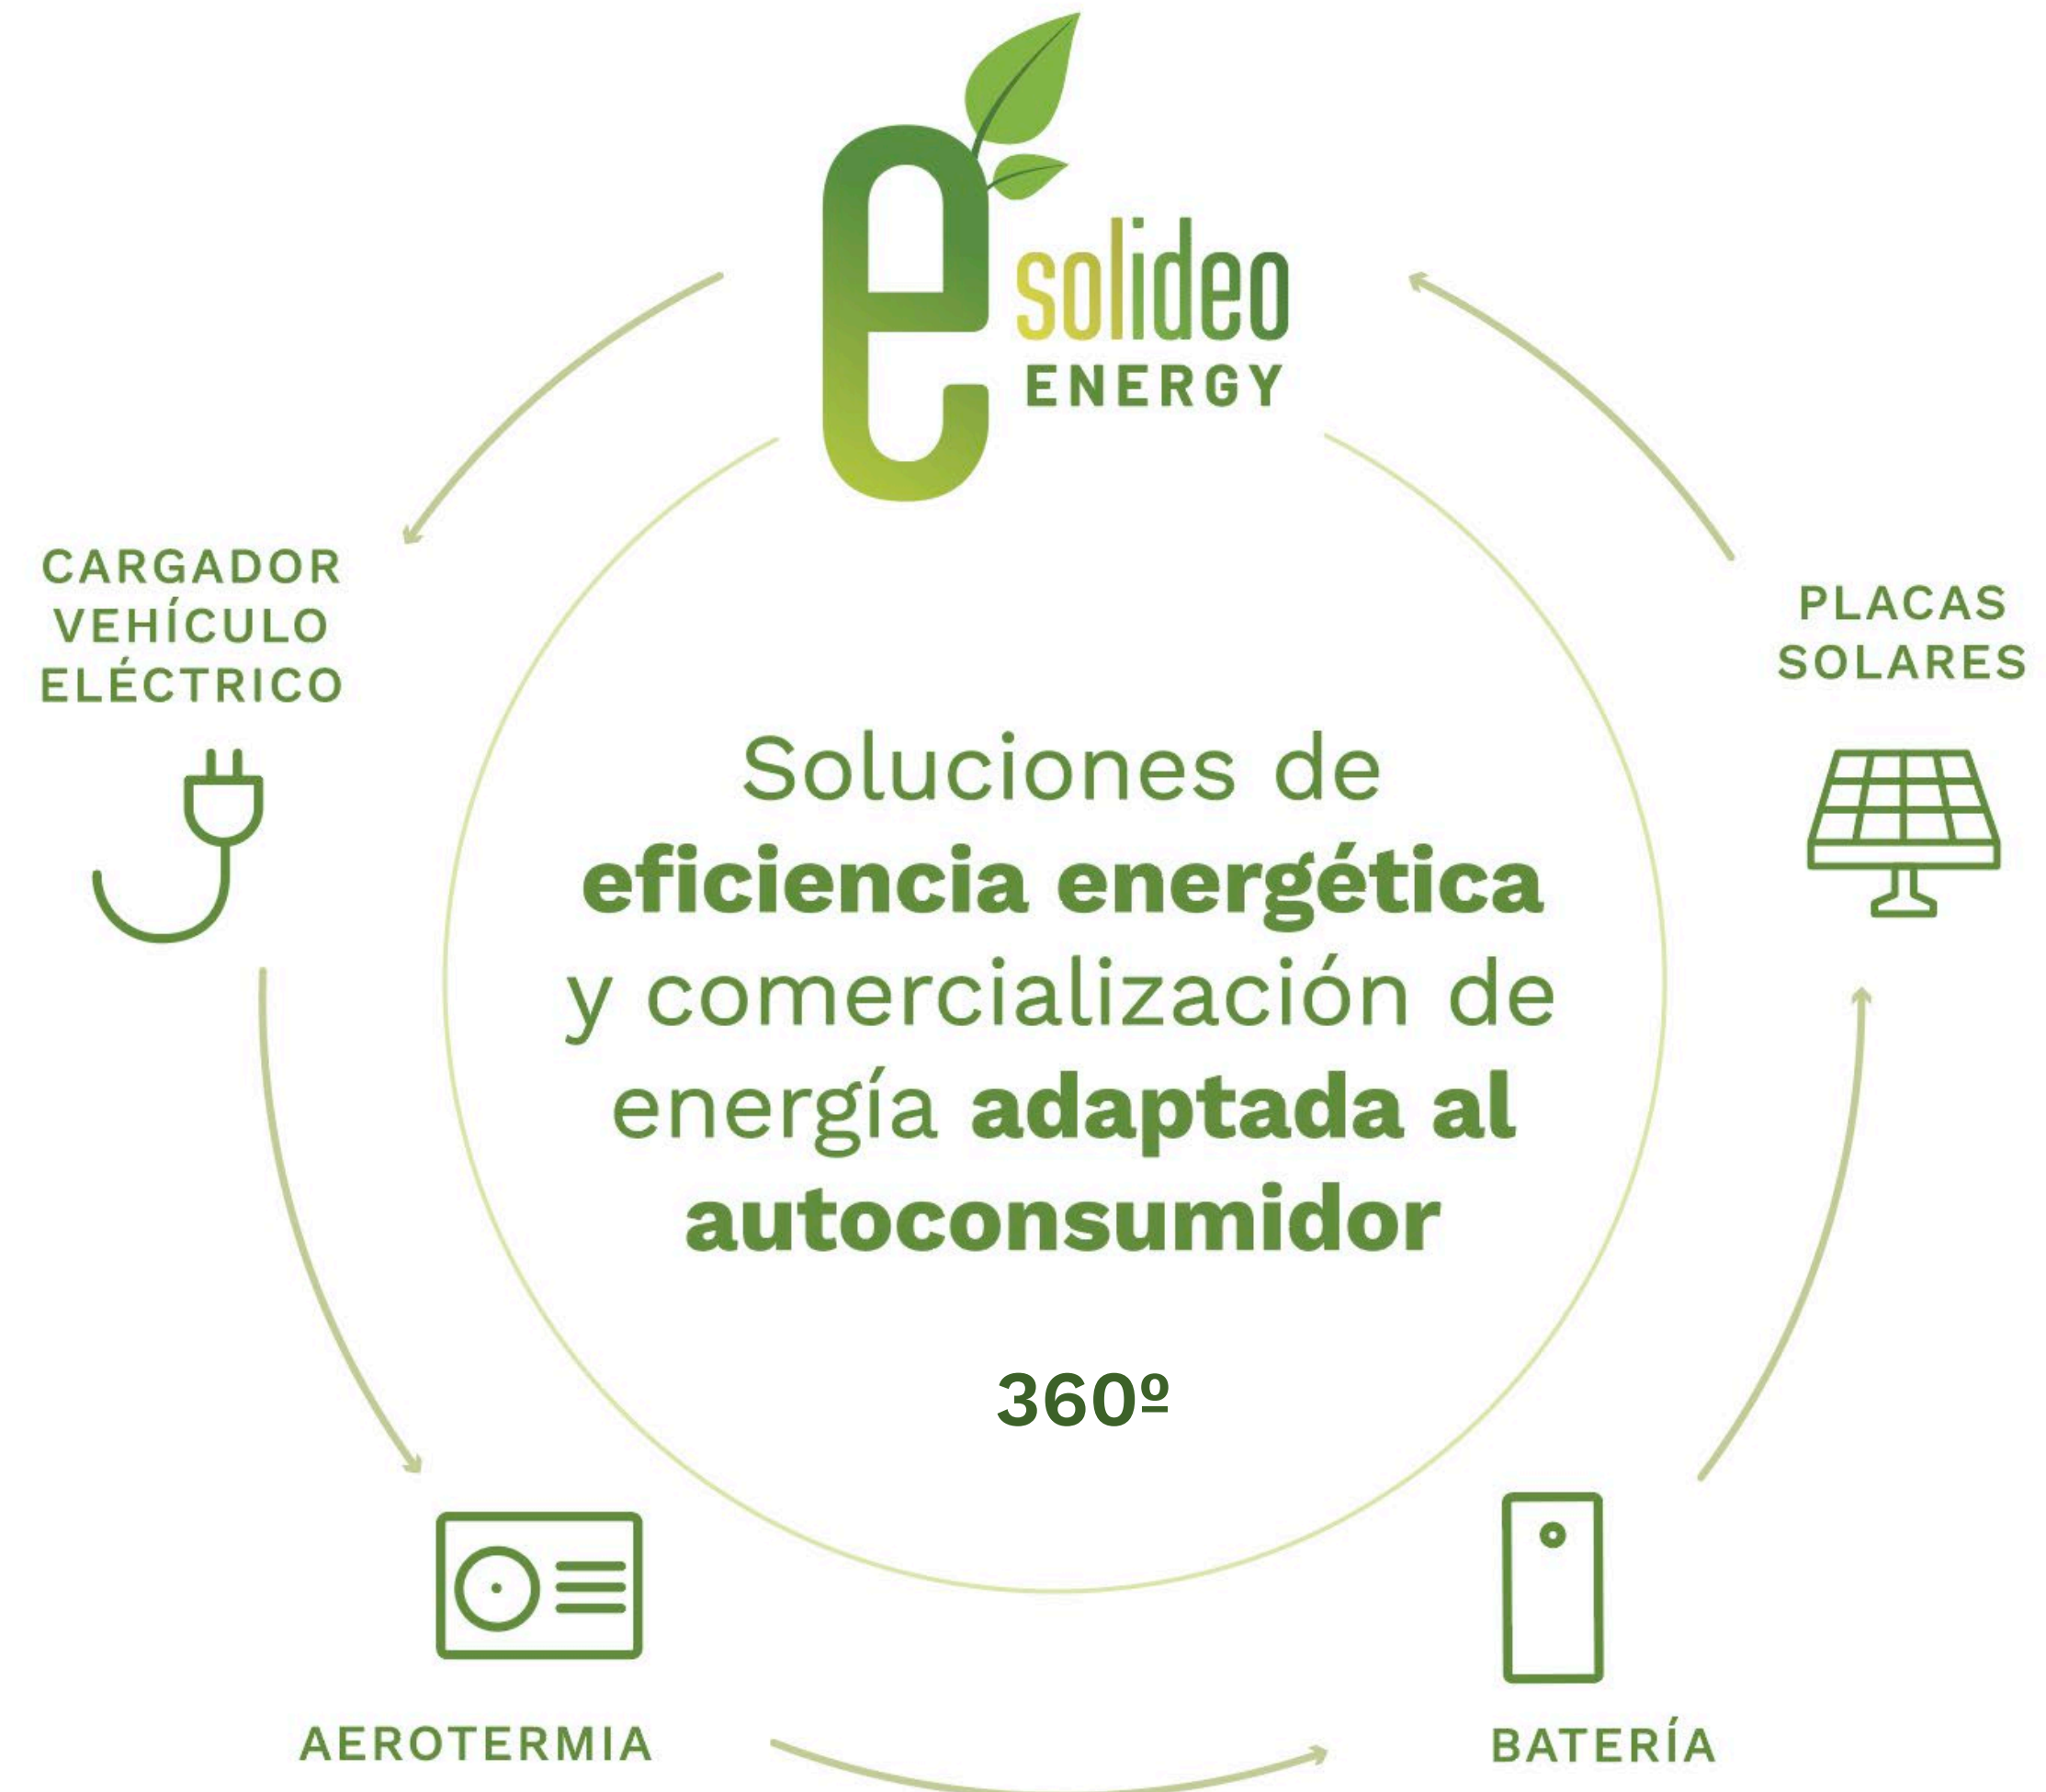 e
solideo
ENERGY
CARGADOR
VEHÍCULO
ELÉCTRICO
PLACAS
SOLARES
Soluciones de
eficiencia energética
y comercialización de
energía adaptada al
autoconsumidor
360º
AEROTERMIA
BATERÍA